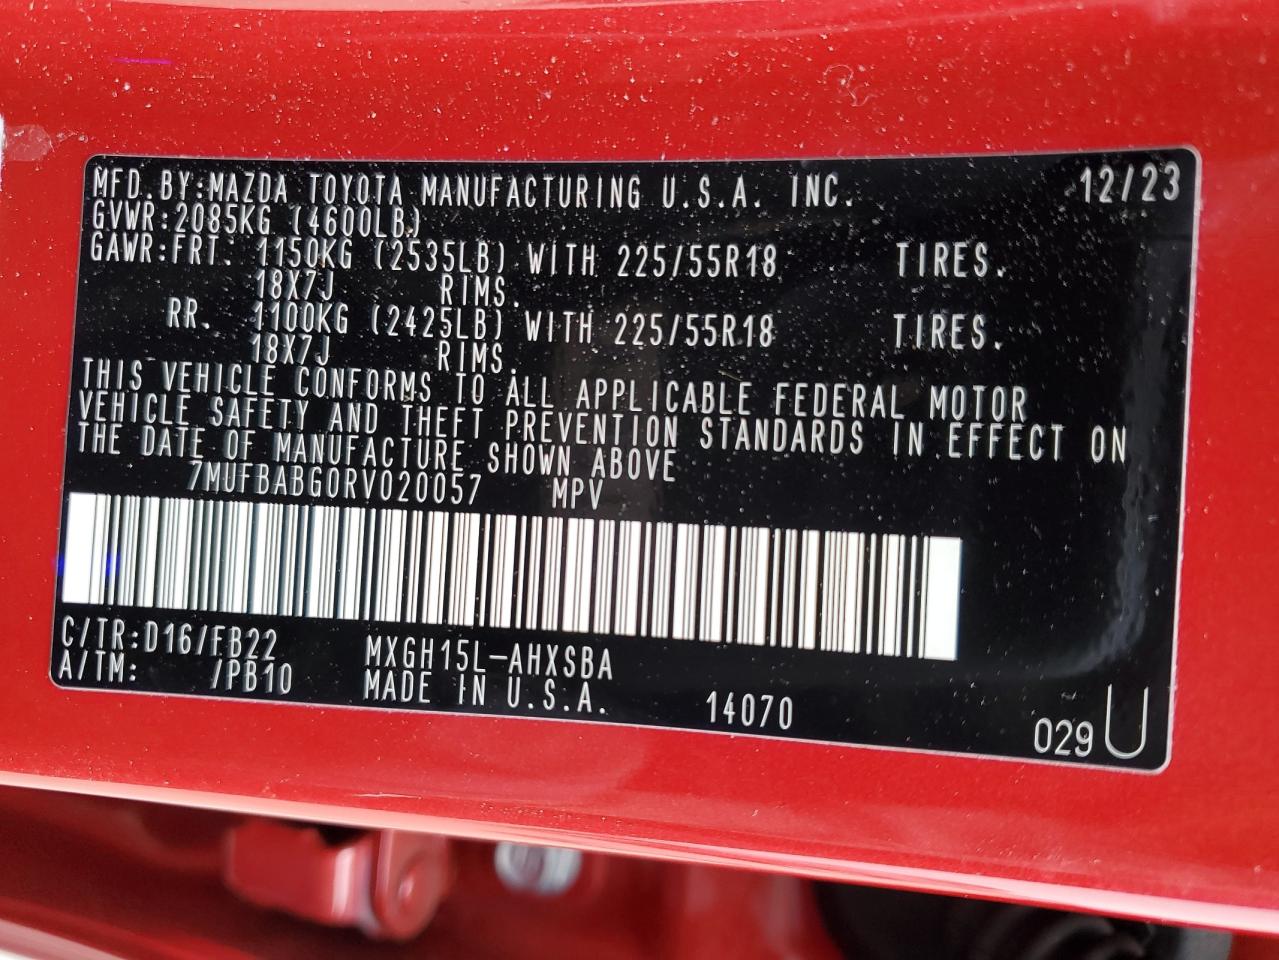 MFD.BY:MAZDA TOYOTA MANUFACTURING U.S.A. INC. 12/23
GVWR:2085KG (4600LB)
GAWR:FRT. 1150KG (2535LB) WITH 225/55R18 TIRES.
18X7J RIMS.
RR. 1100KG (2425LB) WITH 225/55R18 TIRES.
18X7J RIMS.
THIS VEHICLE CONFORMS TO ALL APPLICABLE FEDERAL MOTOR
VEHICLE SAFETY AND THEFT PREVENTION STANDARDS IN EFFECT ON
THE DATE OF MANUFACTURE SHOWN ABOVE
7MUFBABG0RV020057 MPV
C/TR:D16/FB22 MXGH15L-AHXSBA
A/TM: /PB10 MADE IN U.S.A. 14070
029U